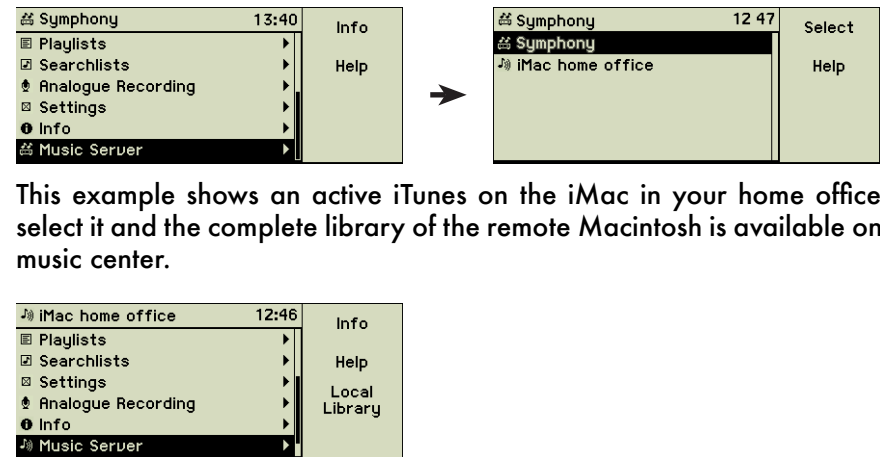 Symphony 13:40
Playlists
Searchlists
Analogue Recording
Settings
Info
Music Server
Info
Help
Symphony 12 47
Symphony
iMac home office
Select
Help
This example shows an active iTunes on the iMac in your home office
select it and the complete library of the remote Macintosh is available on
music center.
iMac home office 12:46
Playlists
Searchlists
Settings
Analogue Recording
Info
Music Server
Info
Help
Local
Library